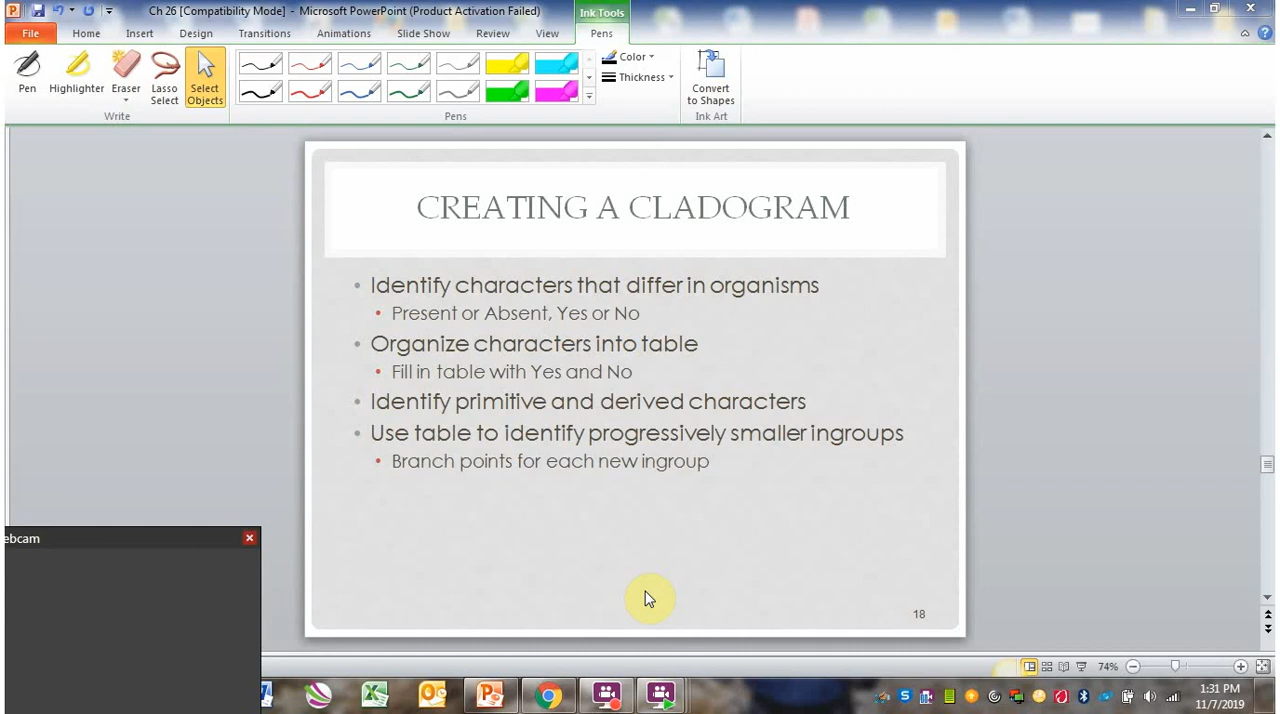 Ch 26 [Compatibility Mode] - Microsoft PowerPoint (Product Activation Failed)
Ink Tools
File Home Insert Design Transitions Animations Slide Show Review View Pens
Pen
Highlighter
Eraser
Lasso Select
Select Objects
Color
Thickness
Convert to Shapes
Write
Pens
Ink Art
CREATING A CLADOGRAM
• Identify characters that differ in organisms
• Present or Absent, Yes or No
• Organize characters into table
• Fill in table with Yes and No
• Identify primitive and derived characters
• Use table to identify progressively smaller ingroups
• Branch points for each new ingroup
18
ebcam
74%
1:31 PM
11/7/2019